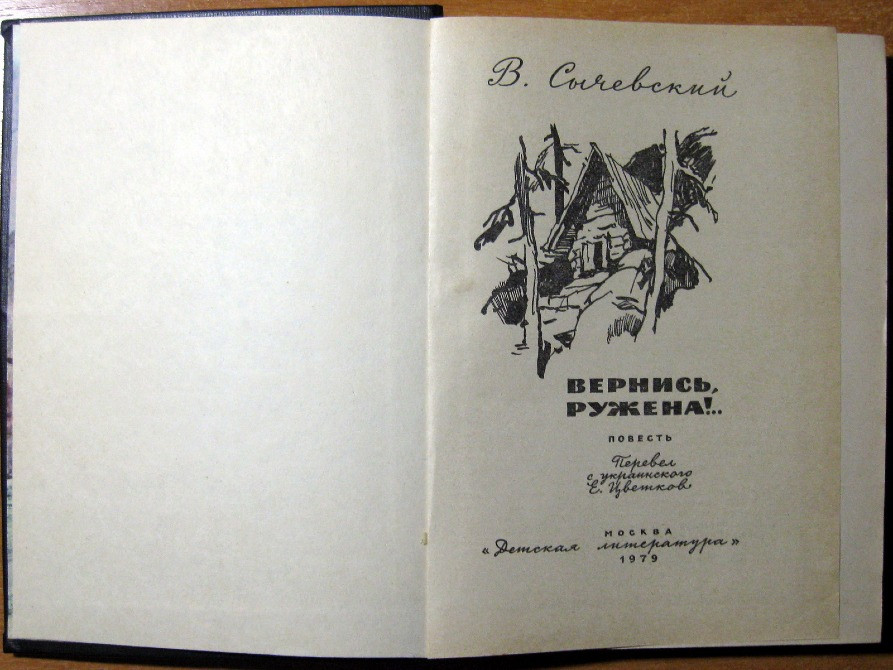 В. Сычевский
ВЕРНИСЬ,
РУЖЕНА!..
ПОВЕСТЬ
Перевел
с украинского
Е. Цветков
МОСКВА
«Детская литература»
1979